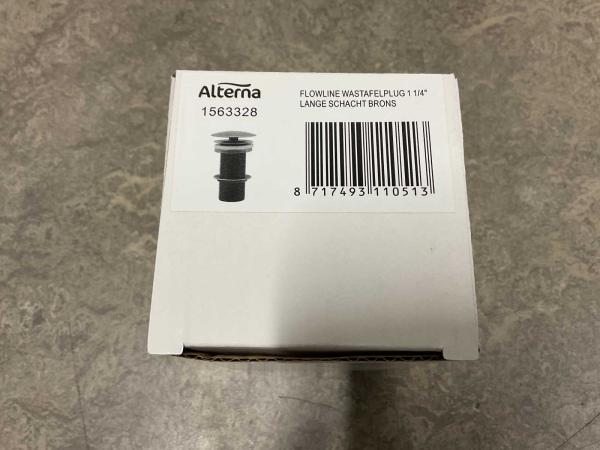 Alterna
1563328
FLOWLINE WASTAFELPLUG 1 1/4"
LANGE SCHACHT BRONS
8 717493 110513